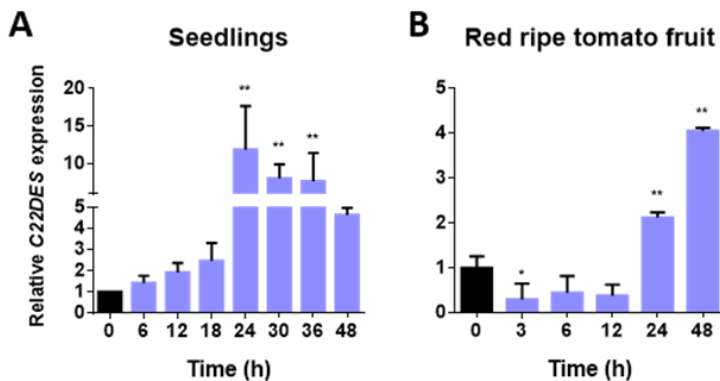 A
Seedlings
Relative C22DES expression
20
15
10
5
4
3
2
1
0
** ** **
0 6 12 18 24 30 36 48
Time (h)
B
Red ripe tomato fruit
5
4
3
2
1
0
* ** **
0 3 6 12 24 48
Time (h)